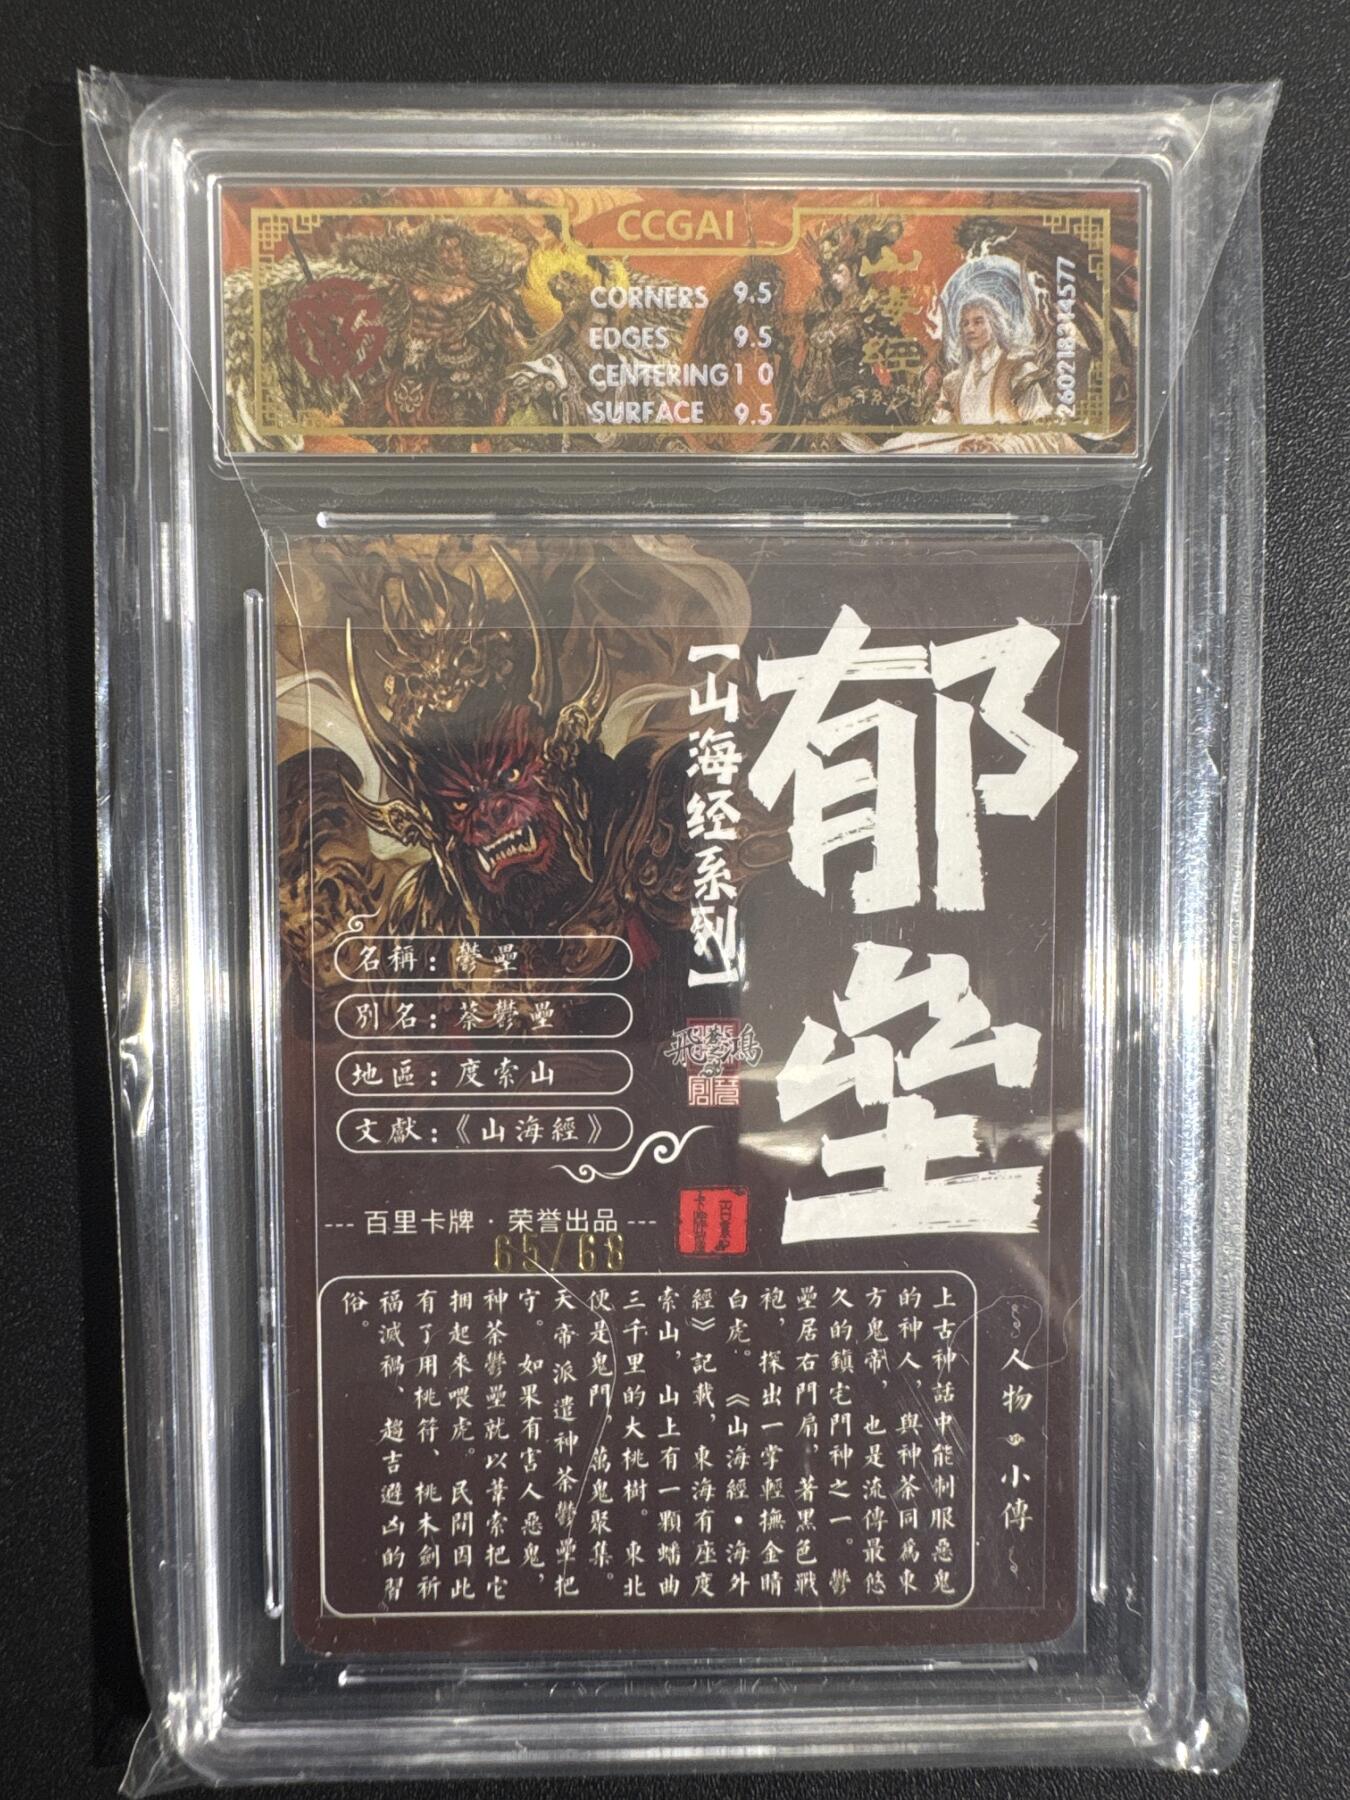 CCGAI
CORNERS 9.5
EDGES 9.5
CENTERING 10
SURFACE 9.5
山海經
260218314577
郁垒
【山海经系列】
名稱：鬱壘
別名：荼鬱壘
地區：度索山
文獻：《山海經》
飛鴻
--- 百里卡牌 · 荣誉出品 ---
65/68
人物小傳
上古神話中能制服惡鬼
的神人，與神荼同爲東
方鬼帝，也是流傳最悠
久的鎮宅門神之一。鬱
壘居右門扇，著黑色戰
袍，探出一掌輕撫金睛
白虎。《山海經•海外
經》記載，東海有座度
索山，山上有一顆蟠曲
三千里的大桃樹。東北
便是鬼門，萬鬼聚集。
天帝派遣神荼鬱壘把
守。如果有害人惡鬼，
神荼鬱壘就以葦索把它
捆起來喂虎。民間因此
有了用桃符、桃木劍祈
福滅禍、趨吉避凶的習
俗。